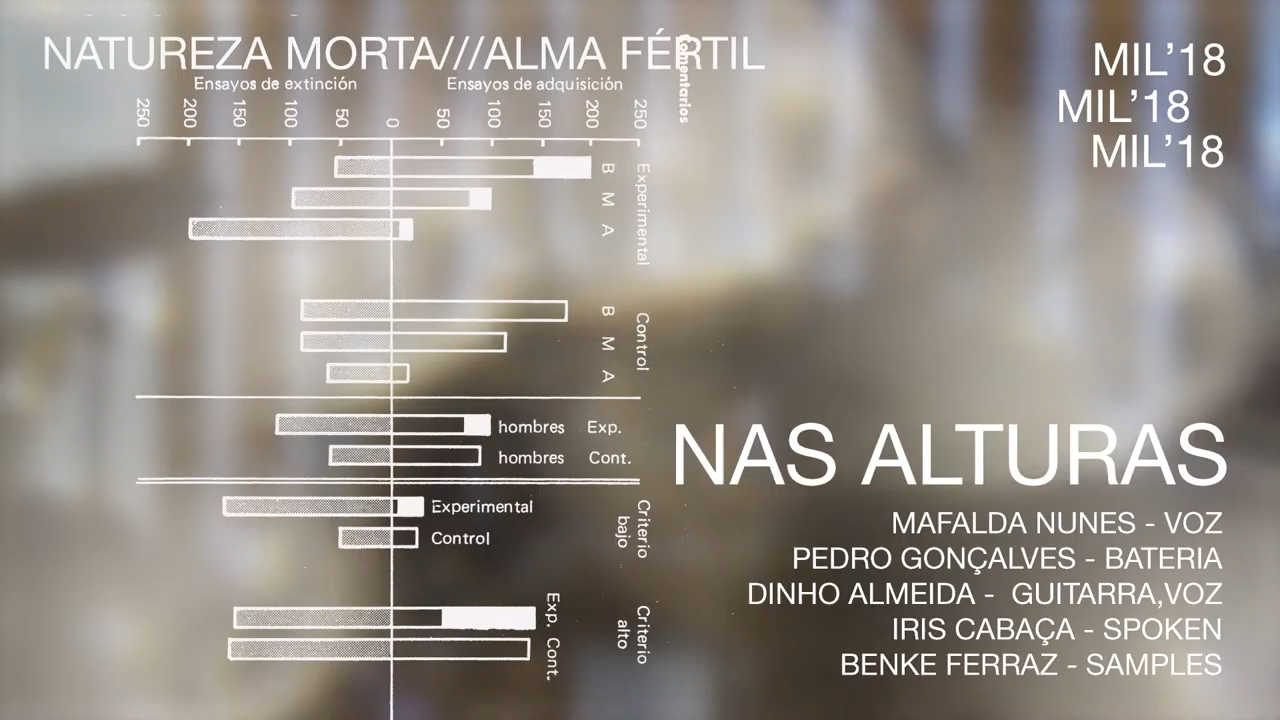 NATUREZA MORTA///ALMA FÉRTIL
Comentarios
MIL’18
MIL’18
MIL’18
Ensayos de extinción
Ensayos de adquisición
250 200 150 100 50 0 50 100 150 200 250
Experimental
B
M
A
Control
B
M
A
hombres Exp.
hombres Cont.
Experimental
Control
Criterio
bajo
Exp. Cont.
Criterio
alto
NAS ALTURAS
MAFALDA NUNES - VOZ
PEDRO GONÇALVES - BATERIA
DINHO ALMEIDA - GUITARRA,VOZ
IRIS CABAÇA - SPOKEN
BENKE FERRAZ - SAMPLES